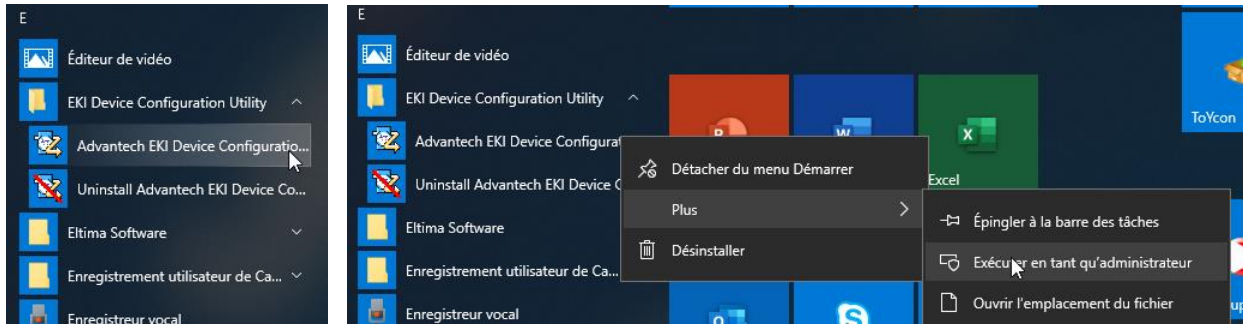 E
Éditeur de vidéo
EKI Device Configuration Utility
Advantech EKI Device Configuratio...
Uninstall Advantech EKI Device Co...
Eltima Software
Enregistrement utilisateur de Ca...
Enregistreur vocal
E
Éditeur de vidéo
EKI Device Configuration Utility
Advantech EKI Device Configurat
Uninstall Advantech EKI Device C
Eltima Software
Enregistrement utilisateur de Ca...
Enregistreur vocal
Détacher du menu Démarrer
Plus
Désinstaller
Excel
ToYcon
Épingler à la barre des tâches
Exécuter en tant qu'administrateur
Ouvrir l'emplacement du fichier